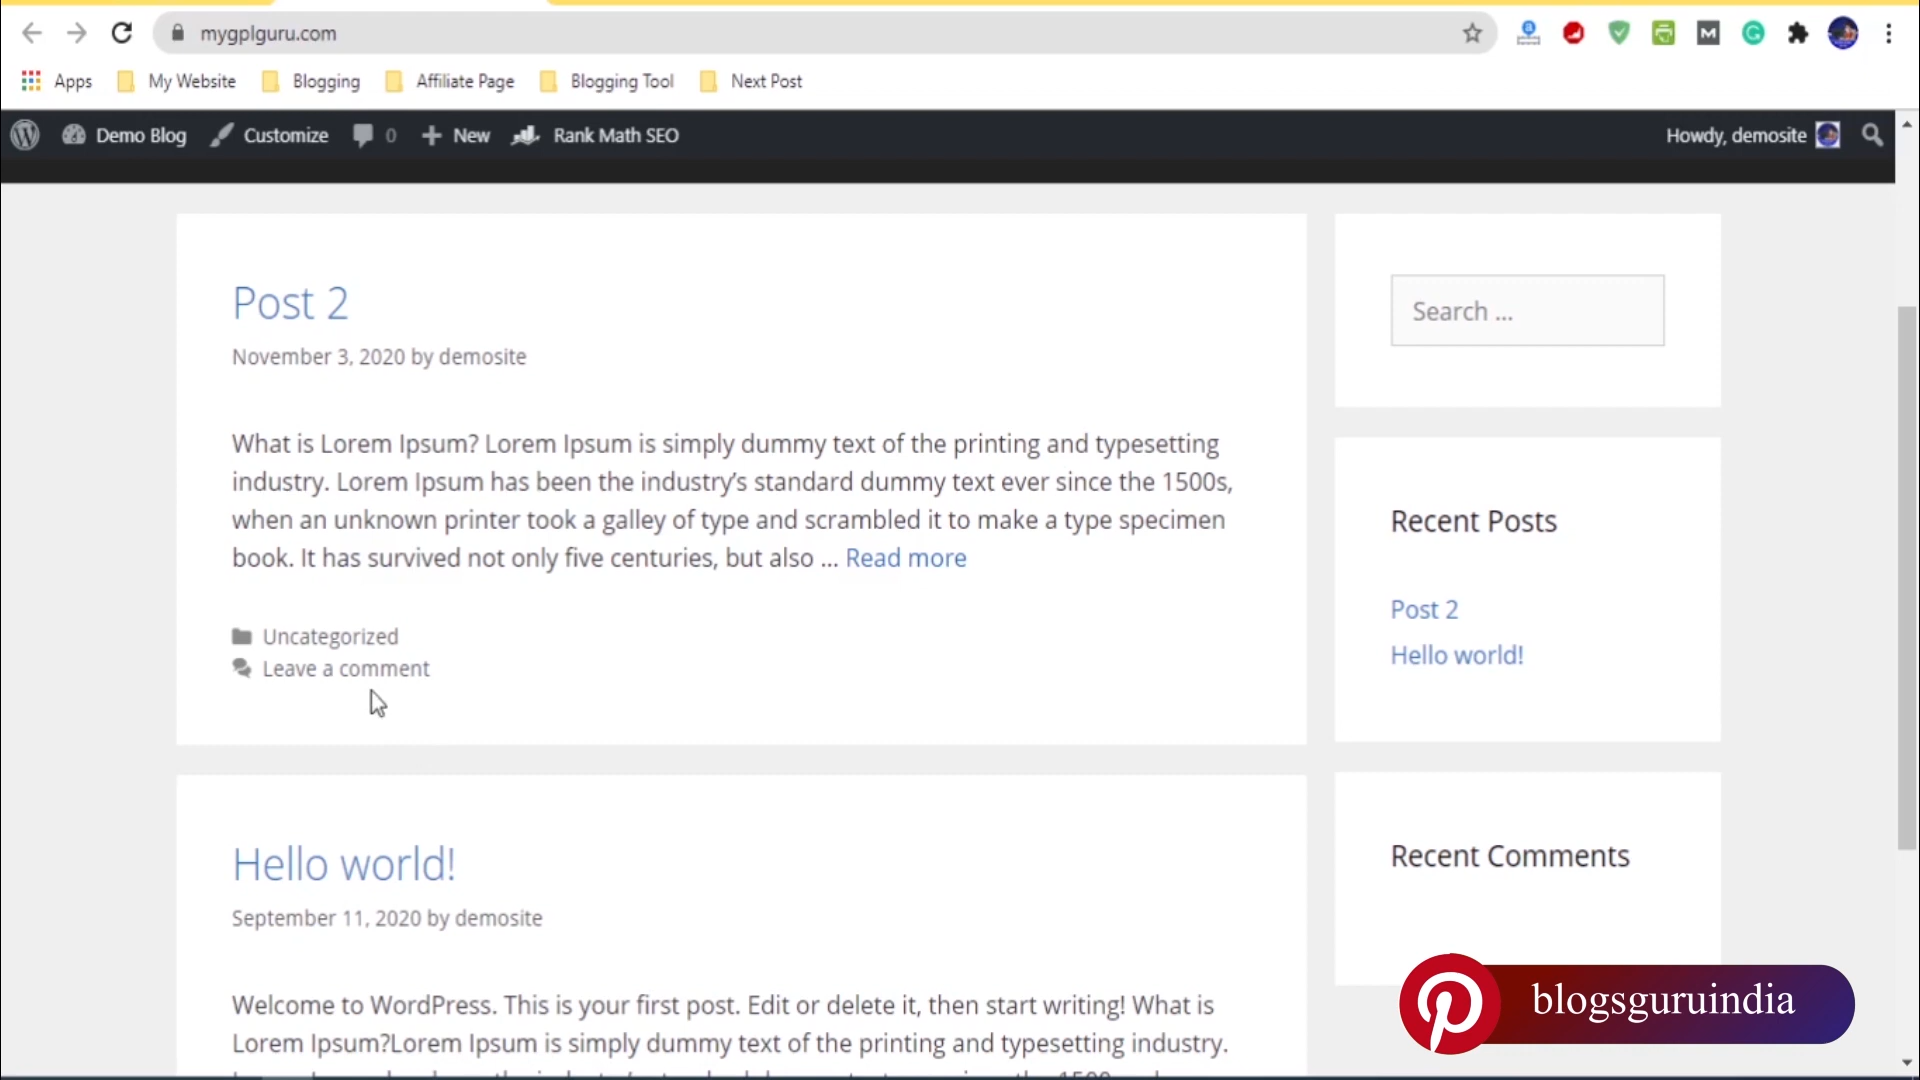 mygplguru.com
Apps My Website Blogging Affiliate Page Blogging Tool Next Post
Demo Blog Customize 0 New Rank Math SEO Howdy, demosite
Post 2
November 3, 2020 by demosite
What is Lorem Ipsum? Lorem Ipsum is simply dummy text of the printing and typesetting
industry. Lorem Ipsum has been the industry’s standard dummy text ever since the 1500s,
when an unknown printer took a galley of type and scrambled it to make a type specimen
book. It has survived not only five centuries, but also ... Read more
Uncategorized
Leave a comment
Hello world!
September 11, 2020 by demosite
Welcome to WordPress. This is your first post. Edit or delete it, then start writing! What is
Lorem Ipsum?Lorem Ipsum is simply dummy text of the printing and typesetting industry.
Search ...
Recent Posts
Post 2
Hello world!
Recent Comments
blogsguruindia